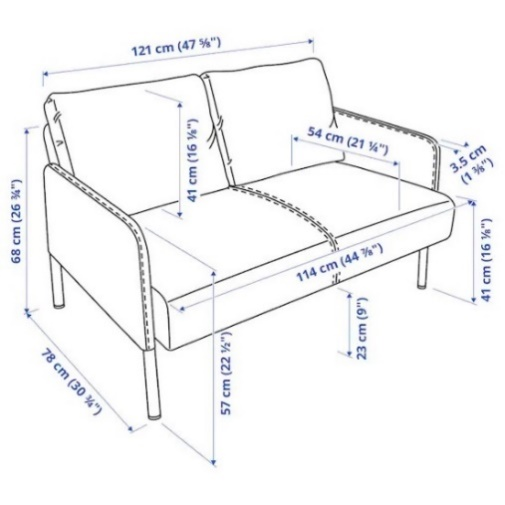 121 cm (47 ⅝")
41 cm (16 ⅛")
54 cm (21 ¼")
3.5 cm
(1 ⅜")
68 cm (26 ¾")
114 cm (44 ⅞")
41 cm (16 ⅛")
23 cm (9")
57 cm (22 ½")
78 cm (30 ¾")